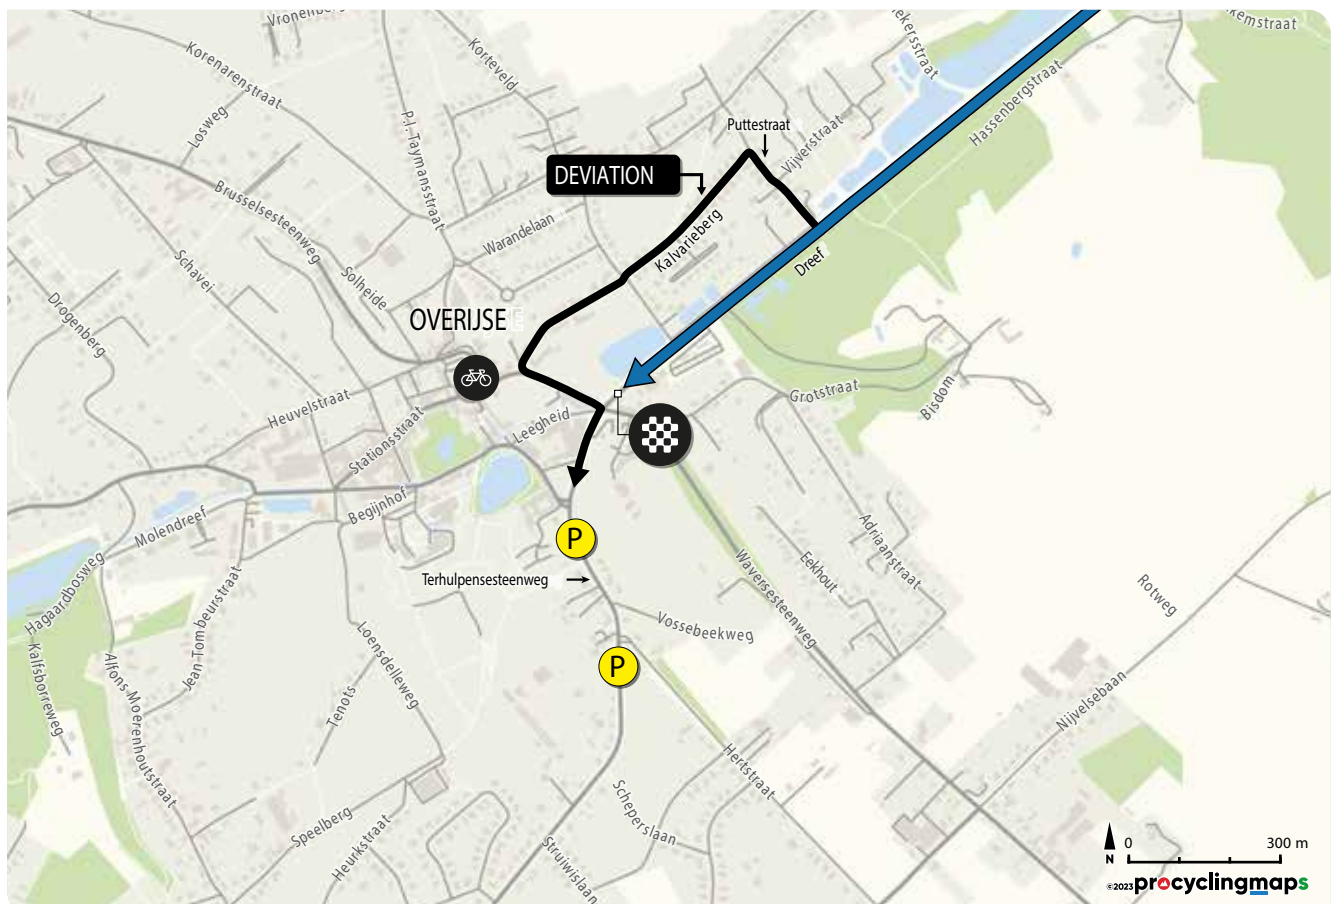 Vronenberg
Korenarenstraat
Korteveld
ekersstraat
kemstraat
Hassenbergstraat
Losweg
P.I. Taymansstraat
Puttestraat
Vijverstraat
DEVIATION
Brusselsesteenweg
Warandelaan
Kalvarieberg
Dreef
Schavei
Solheide
Drogenberg
OVERIJSE
Heuvelstraat
Stationsstraat
Leegheid
Grotstraat
Bisdom
Begijnhof
Molendreef
P
Adriaanstraat
Eekhout
Waversesteenweg
Terhulpensesteenweg
Rotweg
Hagaardbosweg
Jean Tombeurstraat
Vossebeekweg
Kalfsborreweg
Alfons Moerenhoutstraat
Loensdelleweg
Tenots
P
Nijvelsebaan
Hertstraat
Scheperslaan
Speelberg
Heurkstraat
Struiwislaan
N
0 300 m
©2023 procyclingmaps